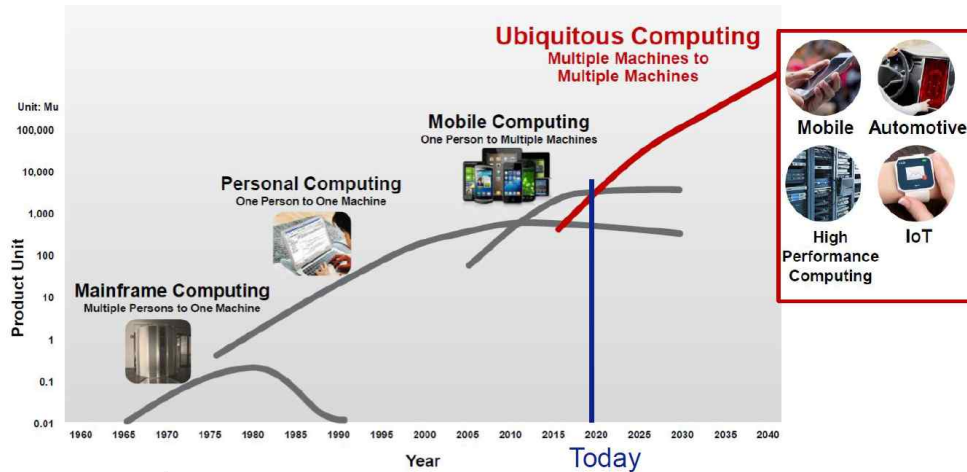 Ubiquitous Computing
Multiple Machines to
Multiple Machines
Unit: Mu
100,000
10,000
1,000
100
10
1
0.1
0.01
Product Unit
Mobile Computing
One Person to Multiple Machines
Personal Computing
One Person to One Machine
Mainframe Computing
Multiple Persons to One Machine
1960 1965 1970 1975 1980 1985 1990 1995 2000 2005 2010 2015 2020 2025 2030 2035 2040
Year
Today
Mobile Automotive
High
Performance
Computing
IoT